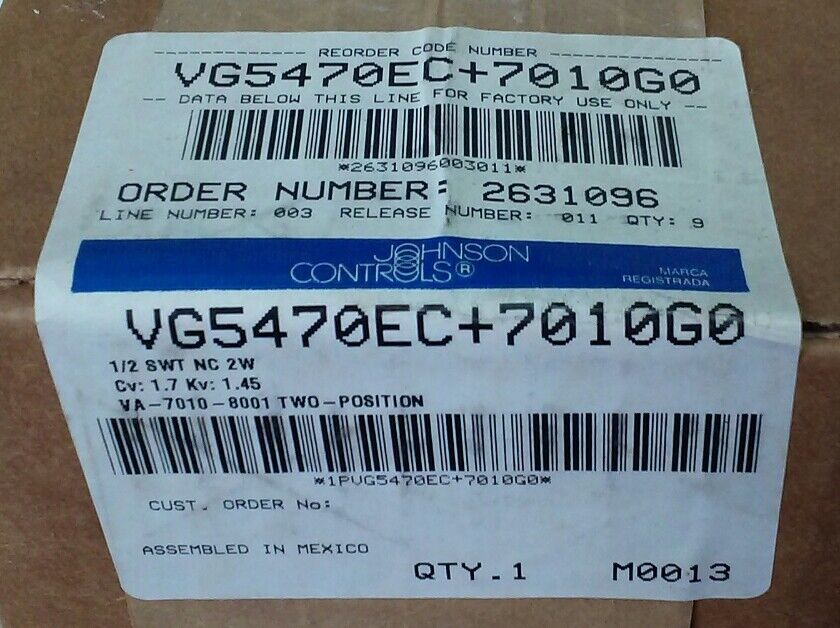 -- -- REORDER CODE NUMBER -- --
VG5470EC+7010G0
-- DATA BELOW THIS LINE FOR FACTORY USE ONLY --
*2631096003011*
ORDER NUMBER: 2631096
LINE NUMBER: 003 RELEASE NUMBER: 011 QTY: 9
JOHNSON
CONTROLS®
MARCA
REGISTRADA
VG5470EC+7010G0
1/2 SWT NC 2W
Cv: 1.7 Kv: 1.45
VA-7010-8001 TWO-POSITION
*1PVG5470EC+7010G0*
CUST. ORDER No:
ASSEMBLED IN MEXICO
QTY.1 M0013